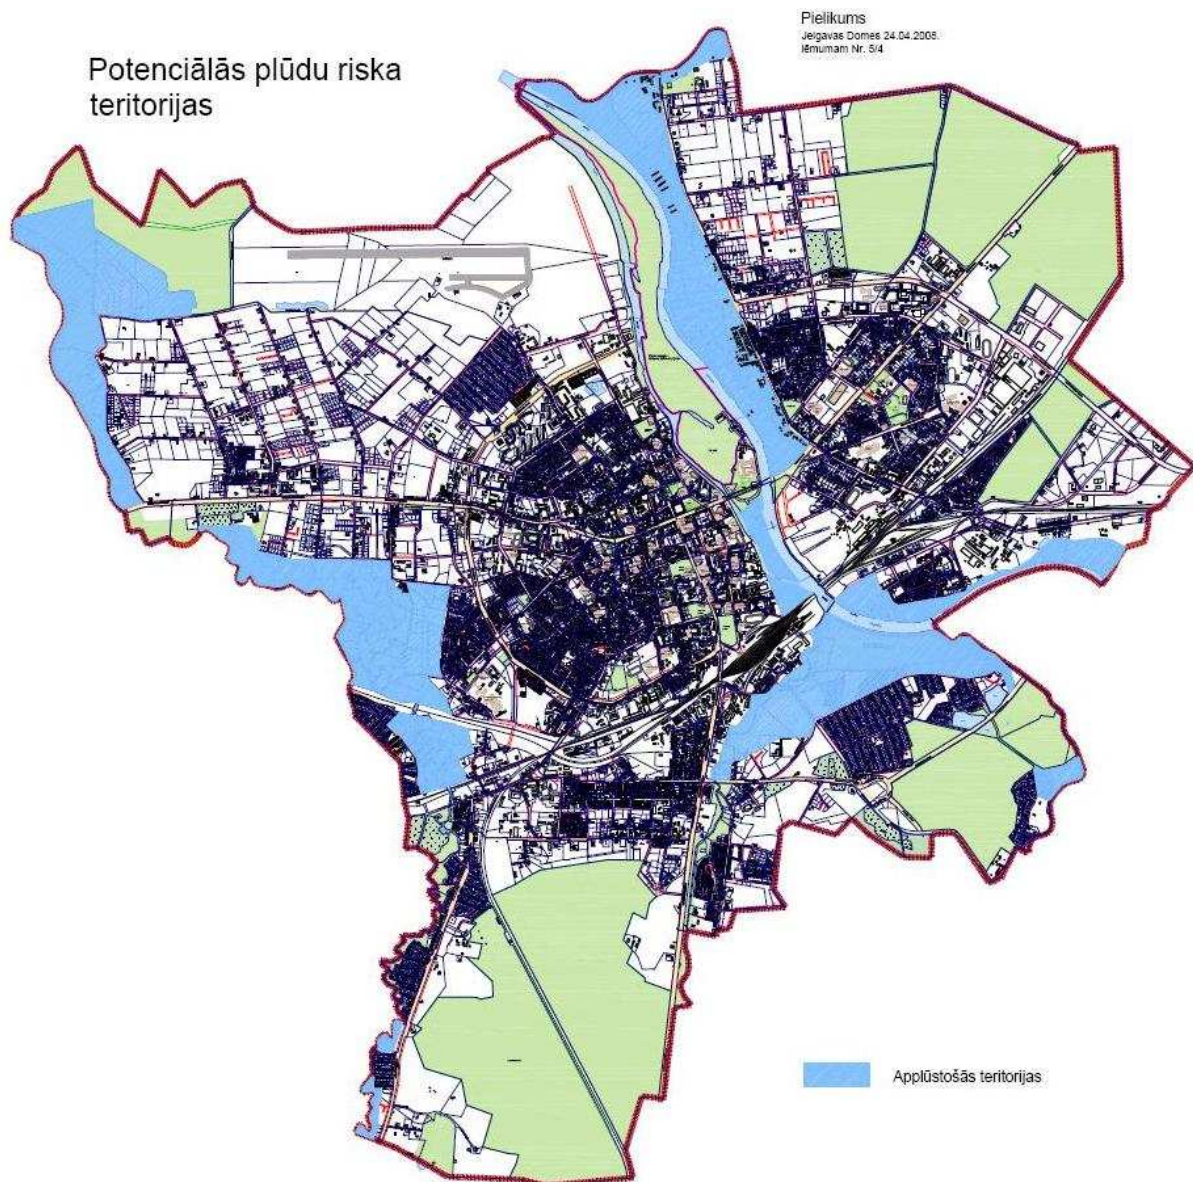 Pielikums
Jelgavas Domes 24.04.2008.
lēmumam Nr. 5/4
Potenciālās plūdu riska
teritorijas
Applūstošās teritorijas